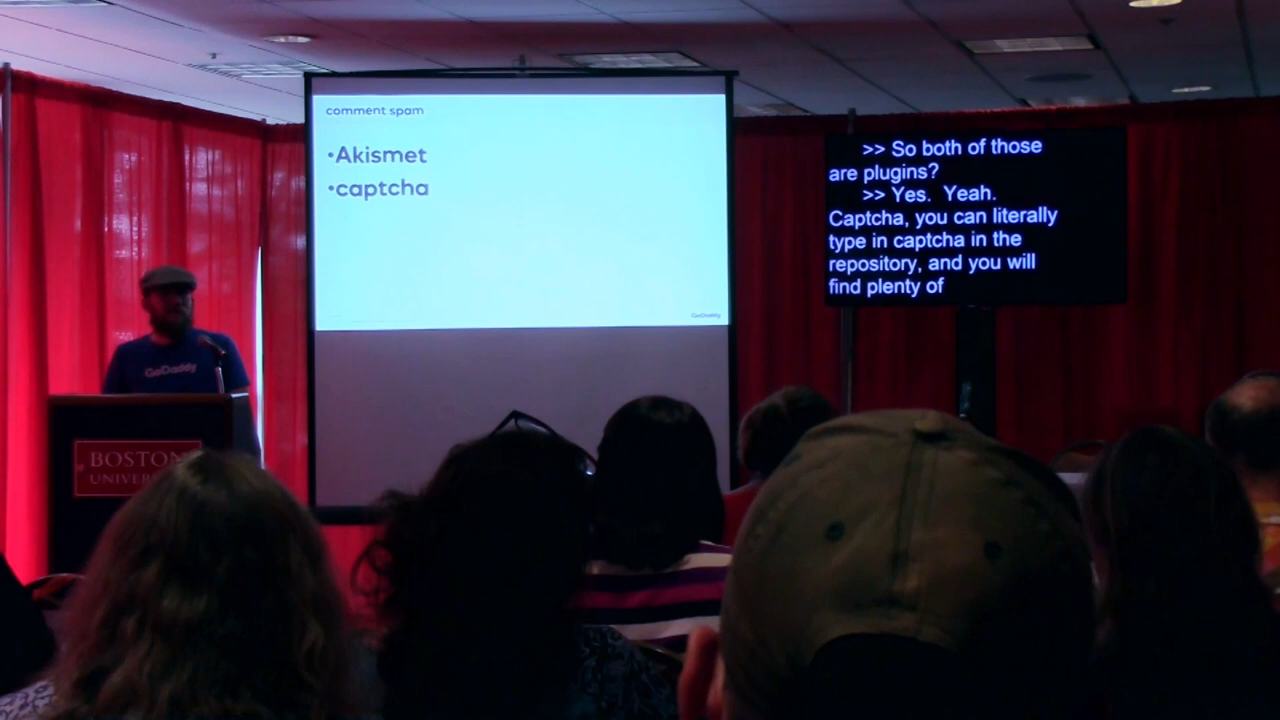 comment spam
•Akismet
•captcha
GoDaddy
>> So both of those
are plugins?
>> Yes.  Yeah.
Captcha, you can literally
type in captcha in the
repository, and you will
find plenty of
GoDaddy
BOSTON